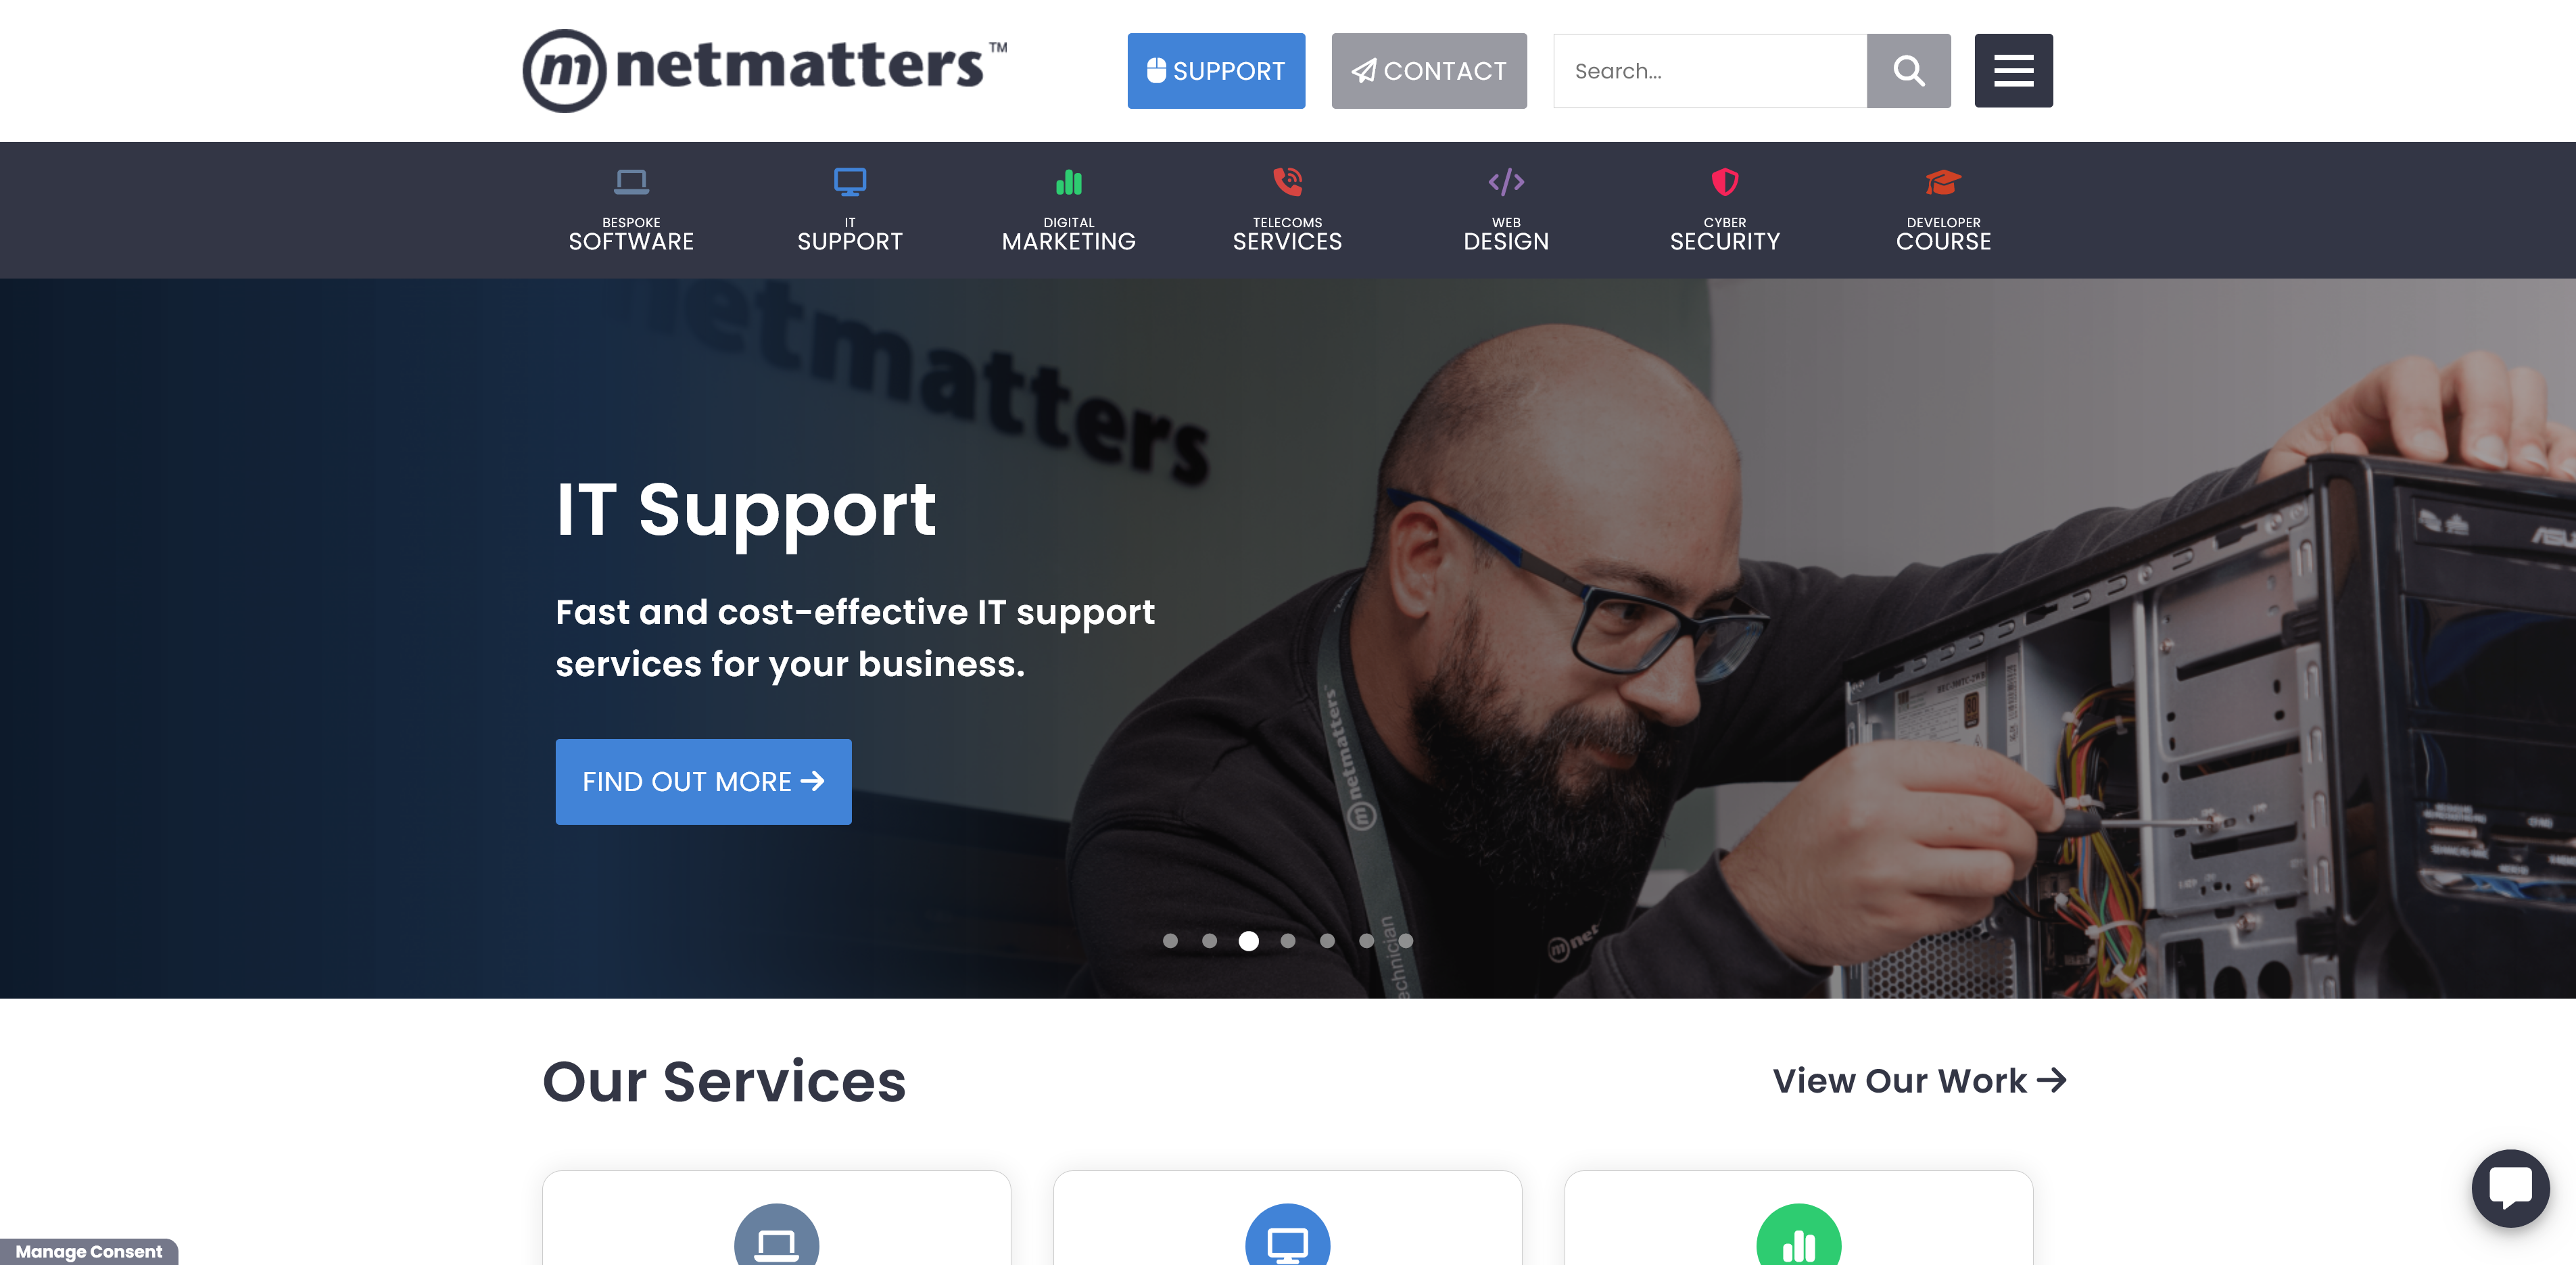 m netmatters™
SUPPORT
CONTACT
Search...
BESPOKE
SOFTWARE
IT
SUPPORT
DIGITAL
MARKETING
TELECOMS
SERVICES
WEB
DESIGN
CYBER
SECURITY
DEVELOPER
COURSE
netmatters
IT Support
Fast and cost-effective IT support
services for your business.
FIND OUT MORE
m netmatters
m net
Our Services
View Our Work
Manage Consent